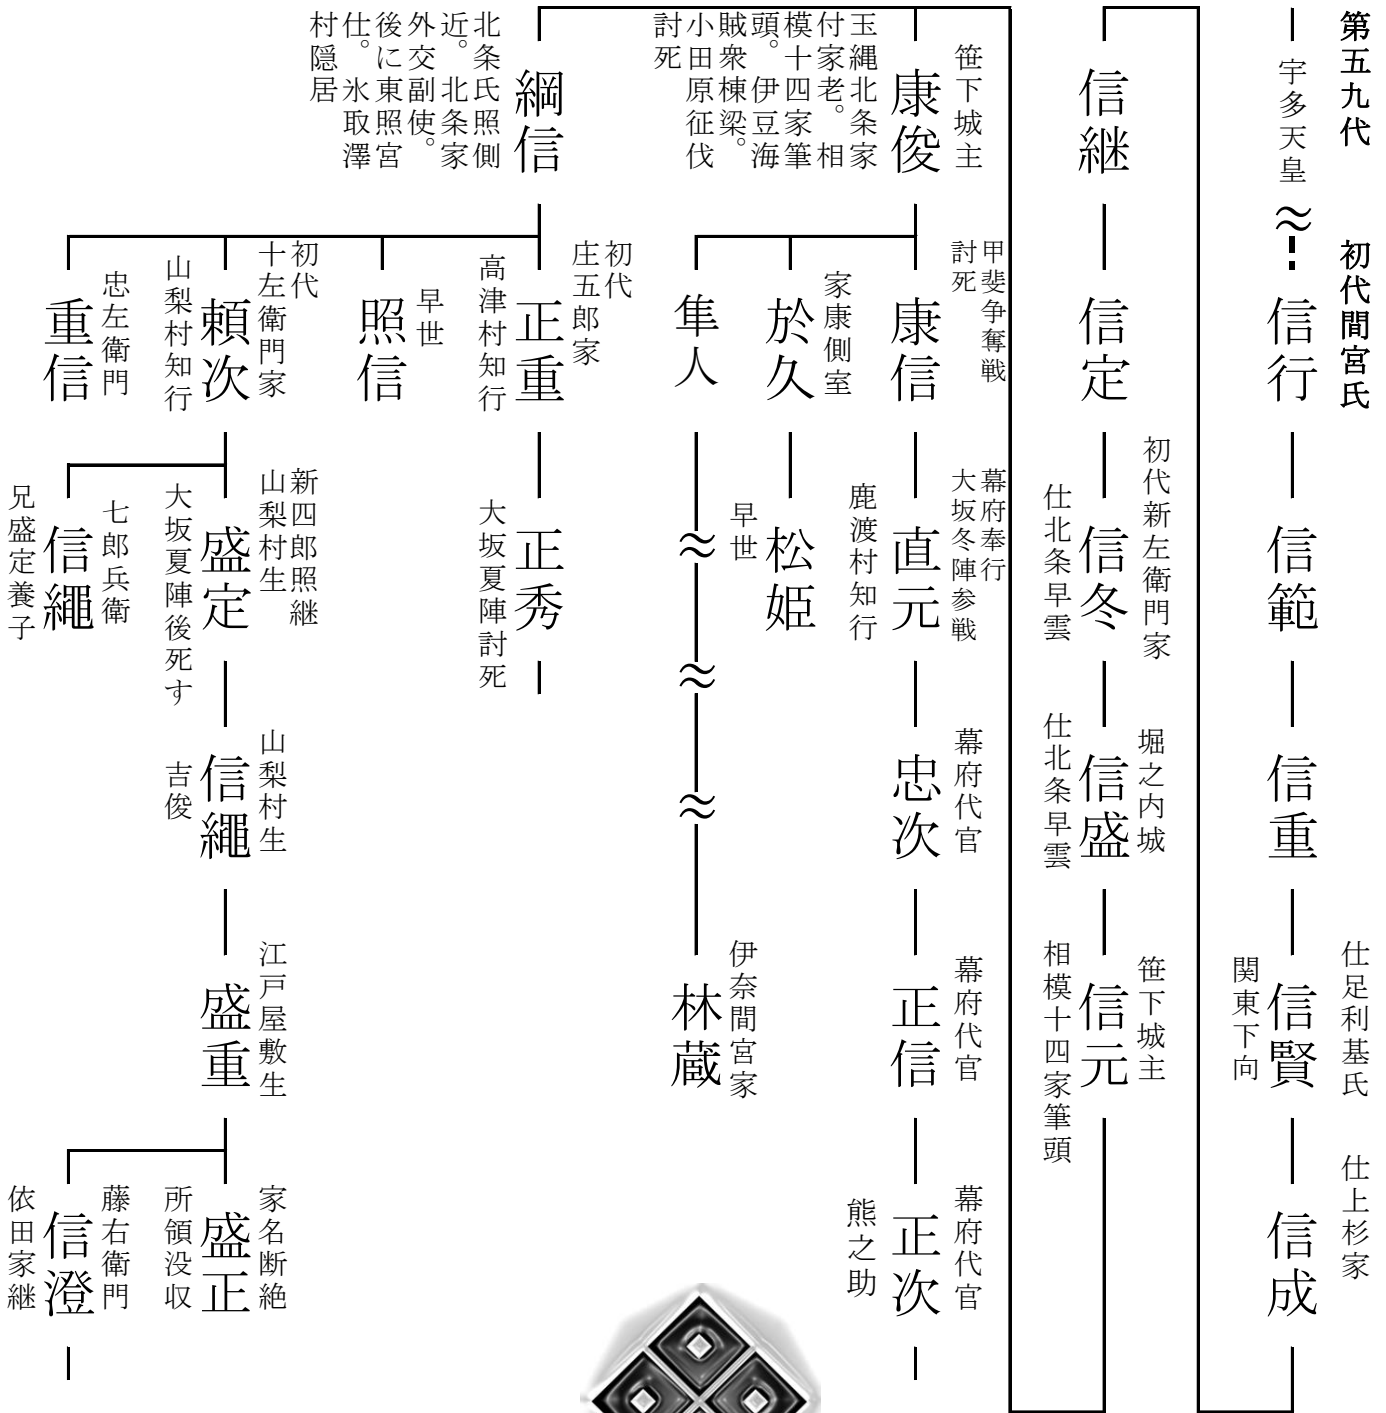 第五九代
宇多天皇
初代間宮氏
信行
信範
信重
仕足利基氏
信賢
関東下向
仕上杉家
信成
信継
信定
初代新左衛門家
信冬
仕北条早雲
堀之内城
信盛
仕北条早雲
笹下城主
信元
相模十四家筆頭
笹下城主
康俊
玉縄北条家
付家老。相
模十四家筆
頭。伊豆海
賊衆棟梁。
小田原征伐
討死
甲斐争奪戦
討死
康信
幕府奉行
大坂冬陣参戦
直元
鹿渡村知行
幕府代官
忠次
幕府代官
正信
幕府代官
正次
熊之助
家康側室
於久
松姫
早世
隼人
伊奈間宮家
林蔵
綱信
北条氏照側
近。北条家
外交副使。
後に東照宮
仕。氷取澤
村隠居
初代
庄五郎家
正重
高津村知行
正秀
大坂夏陣討死
早世
照信
初代
十左衛門家
頼次
山梨村知行
新四郎照継
山梨村生
盛定
大坂夏陣後死す
山梨村生
信繩
吉俊
江戸屋敷生
盛重
家名断絶
盛正
所領没収
忠左衛門
重信
七郎兵衛
信繩
兄盛定養子
藤右衛門
信澄
依田家継